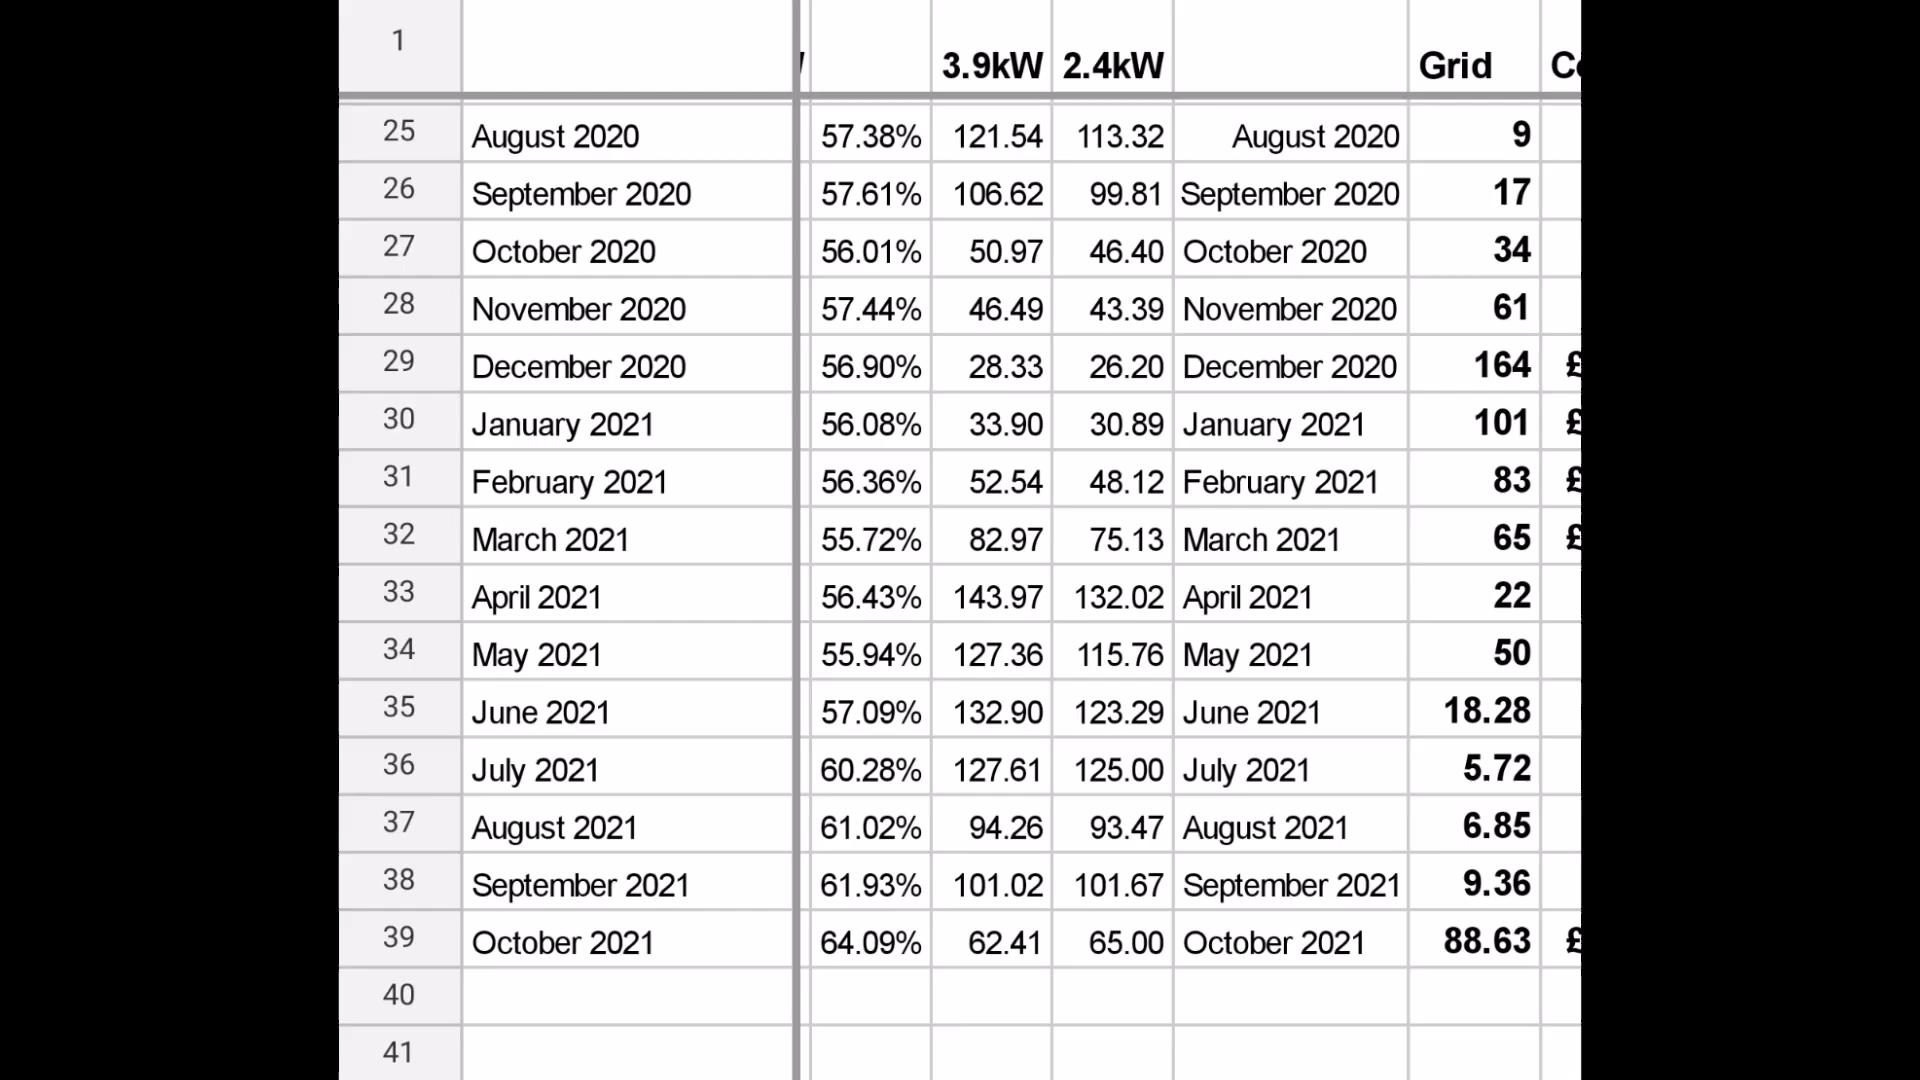 1 3.9kW 2.4kW Grid
25 August 2020 57.38% 121.54 113.32 August 2020 9
26 September 2020 57.61% 106.62 99.81 September 2020 17
27 October 2020 56.01% 50.97 46.40 October 2020 34
28 November 2020 57.44% 46.49 43.39 November 2020 61
29 December 2020 56.90% 28.33 26.20 December 2020 164 £
30 January 2021 56.08% 33.90 30.89 January 2021 101 £
31 February 2021 56.36% 52.54 48.12 February 2021 83 £
32 March 2021 55.72% 82.97 75.13 March 2021 65 £
33 April 2021 56.43% 143.97 132.02 April 2021 22
34 May 2021 55.94% 127.36 115.76 May 2021 50
35 June 2021 57.09% 132.90 123.29 June 2021 18.28
36 July 2021 60.28% 127.61 125.00 July 2021 5.72
37 August 2021 61.02% 94.26 93.47 August 2021 6.85
38 September 2021 61.93% 101.02 101.67 September 2021 9.36
39 October 2021 64.09% 62.41 65.00 October 2021 88.63 £
40
41